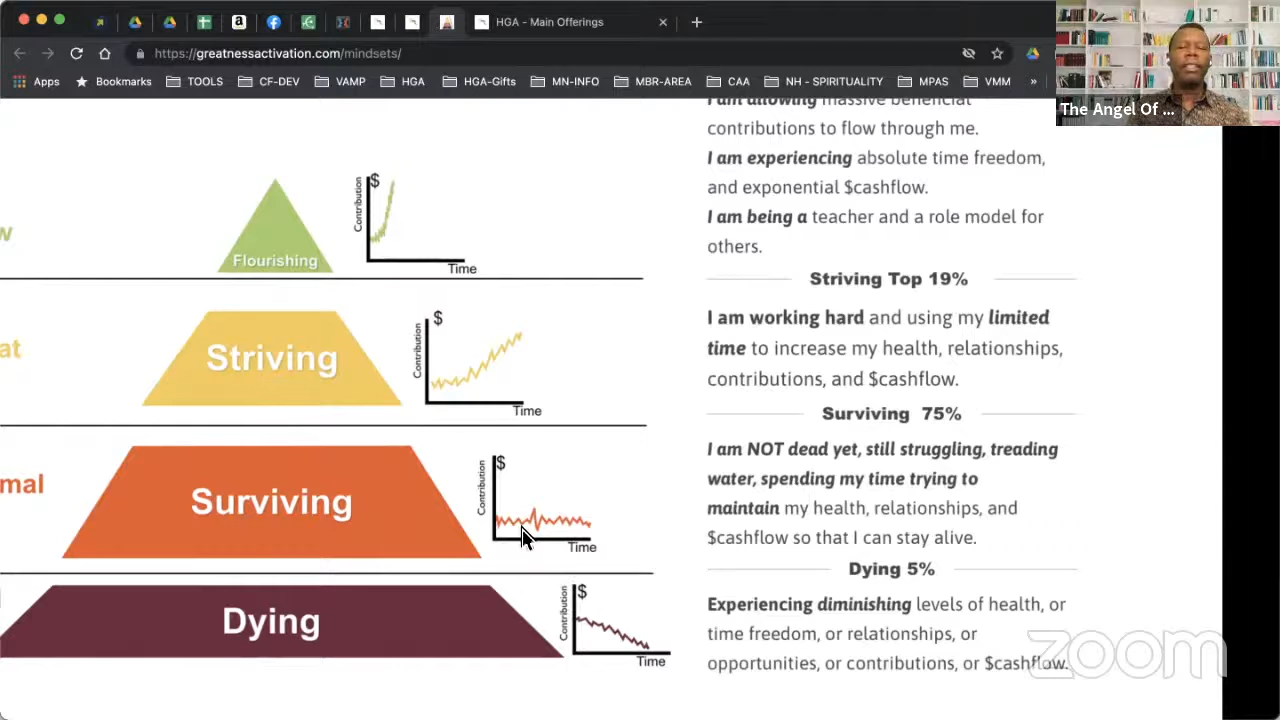 HGA - Main Offerings
https://greatnessactivation.com/mindsets/
Apps
Bookmarks
TOOLS
CF-DEV
VAMP
HGA
HGA-Gifts
MN-INFO
MBR-AREA
CAA
NH - SPIRITUALITY
MPAS
VMM
»
The Angel Of ...
I am allowing massive beneficial
contributions to flow through me.
I am experiencing absolute time freedom,
and exponential $cashflow.
I am being a teacher and a role model for
others.
Striving Top 19%
I am working hard and using my limited
time to increase my health, relationships,
contributions, and $cashflow.
Surviving 75%
I am NOT dead yet, still struggling, treading
water, spending my time trying to
maintain my health, relationships, and
$cashflow so that I can stay alive.
Dying 5%
Experiencing diminishing levels of health, or
time freedom, or relationships, or
opportunities, or contributions, or $cashflow.
w
Flourishing
$
Contribution
Time
at
Striving
$
Contribution
Time
mal
Surviving
$
Contribution
Time
Dying
$
Contribution
Time
zoom